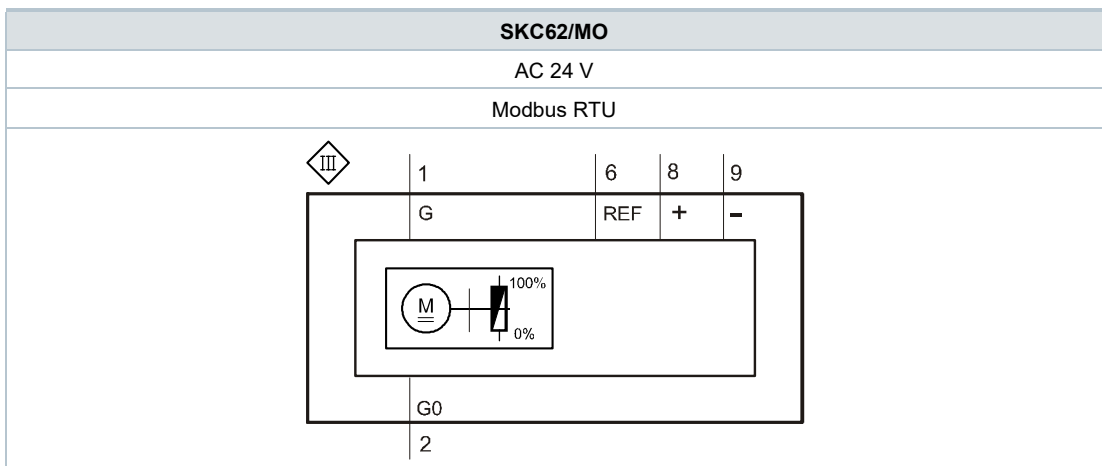 SKC62/MO
AC 24 V
Modbus RTU
III
1 6 8 9
G REF + -
100%
M
0%
G0
2